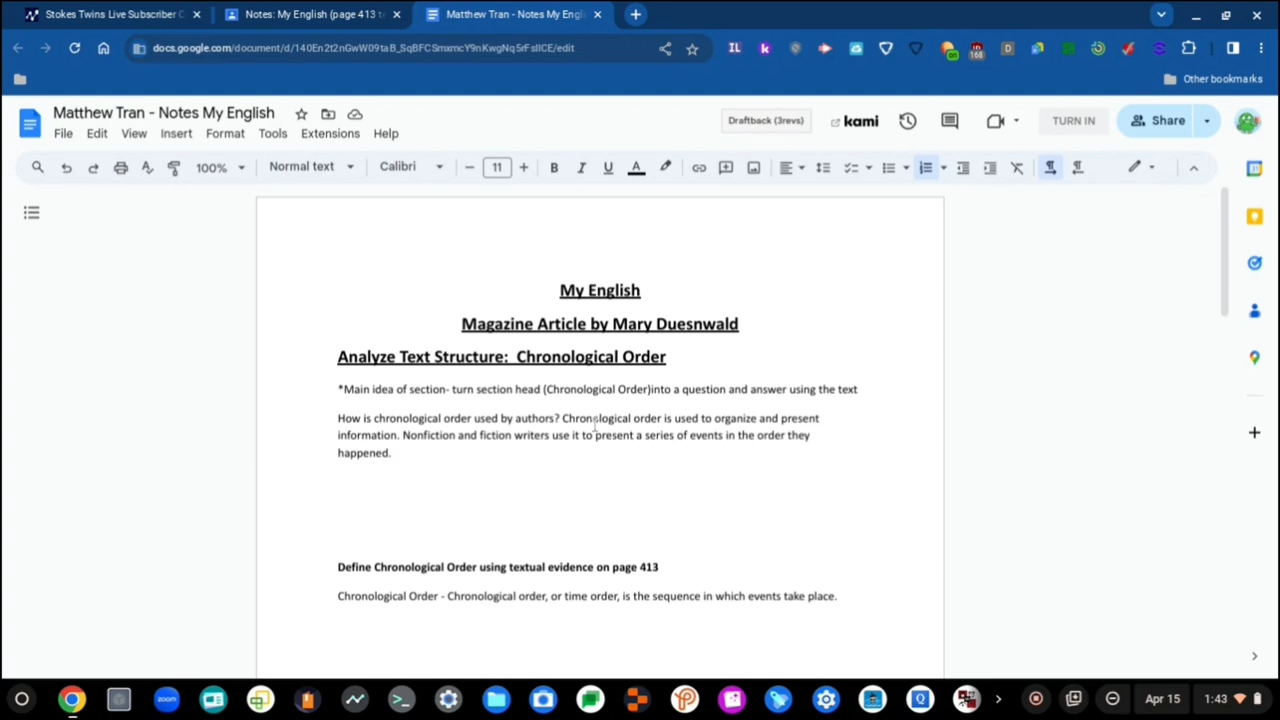 Stokes Twins Live Subscriber C
Notes: My English (page 413 t
Matthew Tran - Notes My Engl
docs.google.com/document/d/140En2t2nGwW09taB_SqBFCSmxmcY9nKwgNq5rFsIICE/edit
IL
k
168
D
Other bookmarks
Matthew Tran - Notes My English
File Edit View Insert Format Tools Extensions Help
Draftback (3revs)
kami
TURN IN
Share
100% Normal text Calibri 11 B I U A
My English
Magazine Article by Mary Duesnwald
Analyze Text Structure: Chronological Order
*Main idea of section- turn section head (Chronological Order)into a question and answer using the text
How is chronological order used by authors? Chronological order is used to organize and present
information. Nonfiction and fiction writers use it to present a series of events in the order they
happened.
Define Chronological Order using textual evidence on page 413
Chronological Order - Chronological order, or time order, is the sequence in which events take place.
zoom
Apr 15
1:43